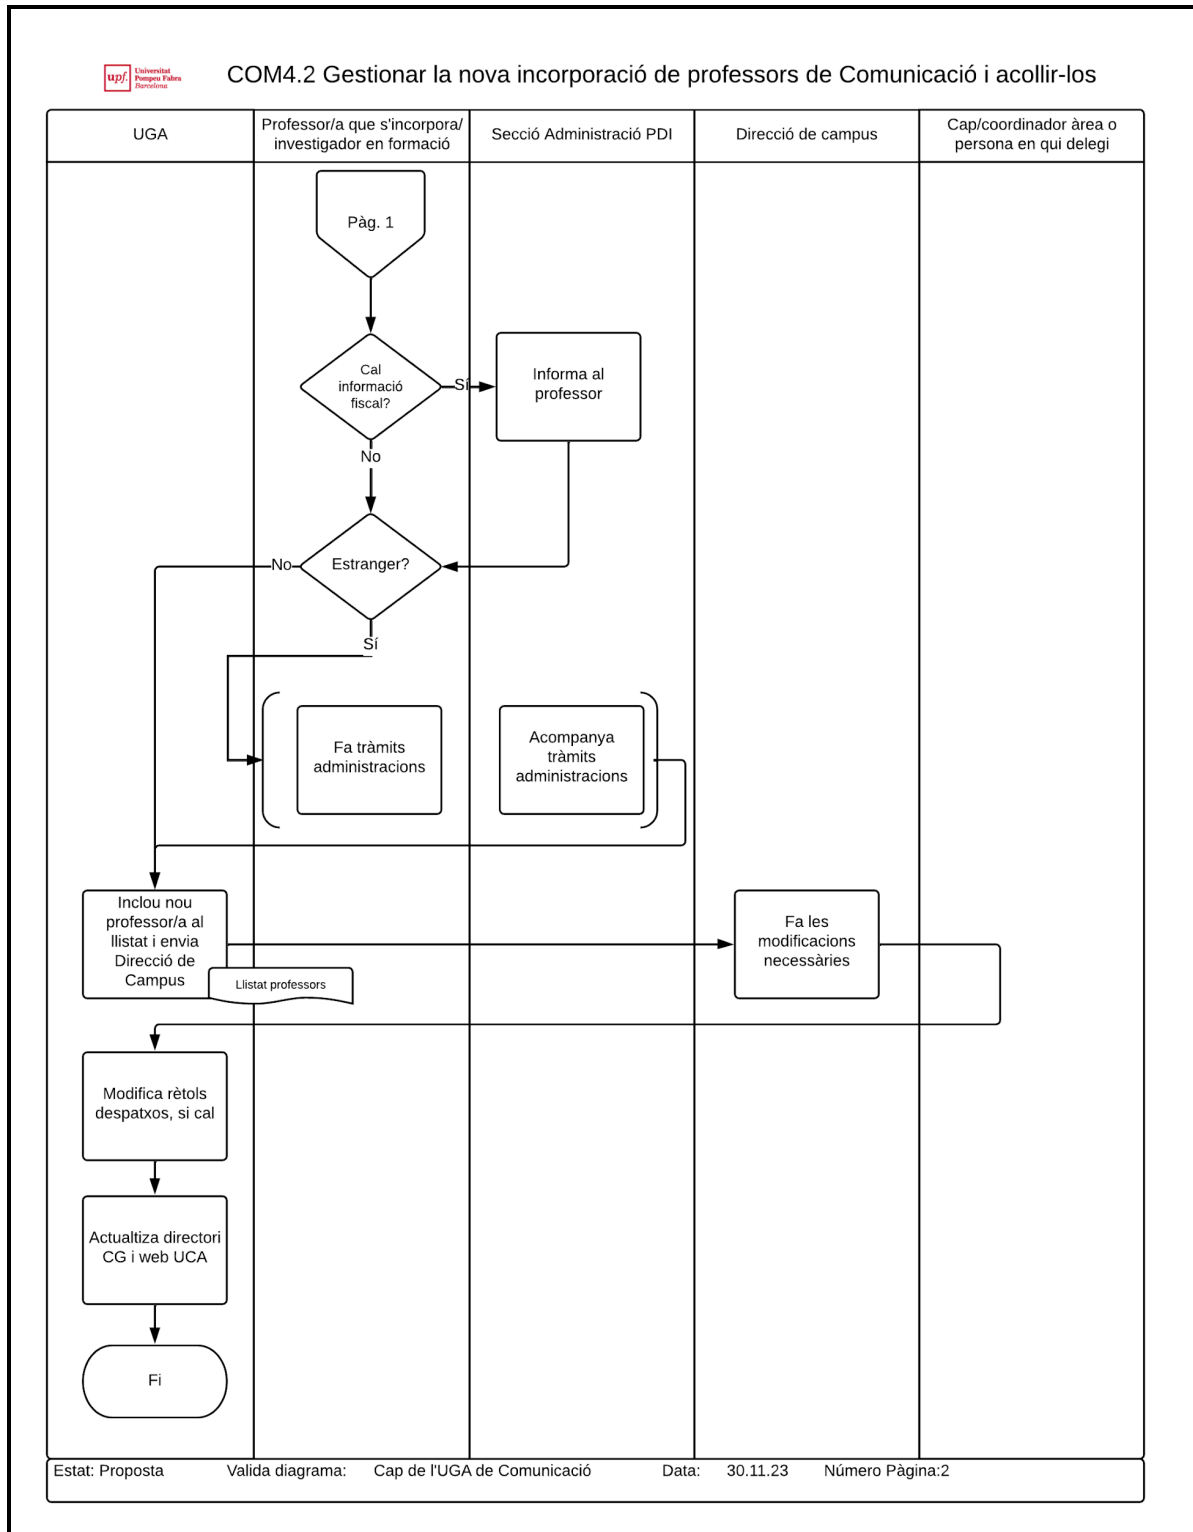 upf.
Universitat
Pompeu Fabra
Barcelona
COM4.2 Gestionar la nova incorporació de professors de Comunicació i acollir-los
UGA
Professor/a que s'incorpora/
investigador en formació
Secció Administració PDI
Direcció de campus
Cap/coordinador àrea o
persona en qui delegi
Pàg. 1
Cal
informació
fiscal?
Sí
Informa al
professor
No
Estranger?
No
Sí
Fa tràmits
administracions
Acompanya
tràmits
administracions
Inclou nou
professor/a al
llistat i envia
Direcció de
Campus
Llistat professors
Fa les
modificacions
necessàries
Modifica rètols
despatxos, si cal
Actualtiza directori
CG i web UCA
Fi
Estat: Proposta
Valida diagrama:
Cap de l'UGA de Comunicació
Data:
30.11.23
Número Pàgina:2